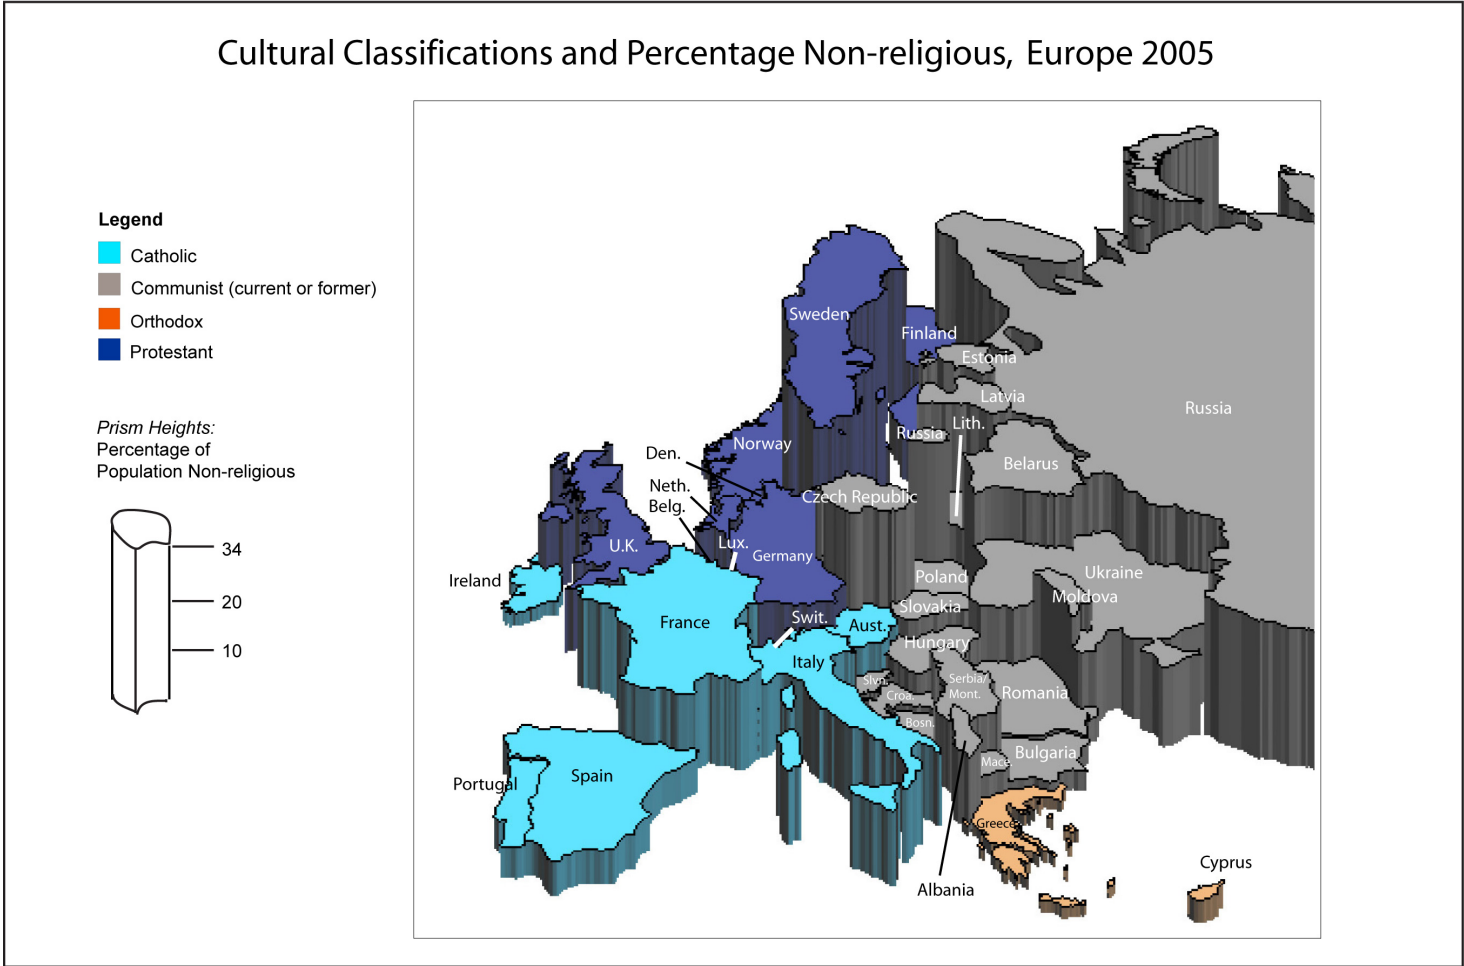 Cultural Classifications and Percentage Non-religious, Europe 2005
Legend
Catholic
Communist (current or former)
Orthodox
Protestant
Prism Heights:
Percentage of
Population Non-religious
34
20
10
Sweden
Finland
Estonia
Latvia
Russia
Lith.
Russia
Norway
Den.
Belarus
Neth.
Czech Republic
Belg.
Lux.
U.K.
Germany
Ireland
Poland
Ukraine
Moldova
Slovakia
France
Swit.
Aust.
Hungary
Italy
Slvn.
Serbia/
Mont.
Croa.
Romania
Bosn.
Bulgaria
Mace.
Portugal
Spain
Greece
Cyprus
Albania